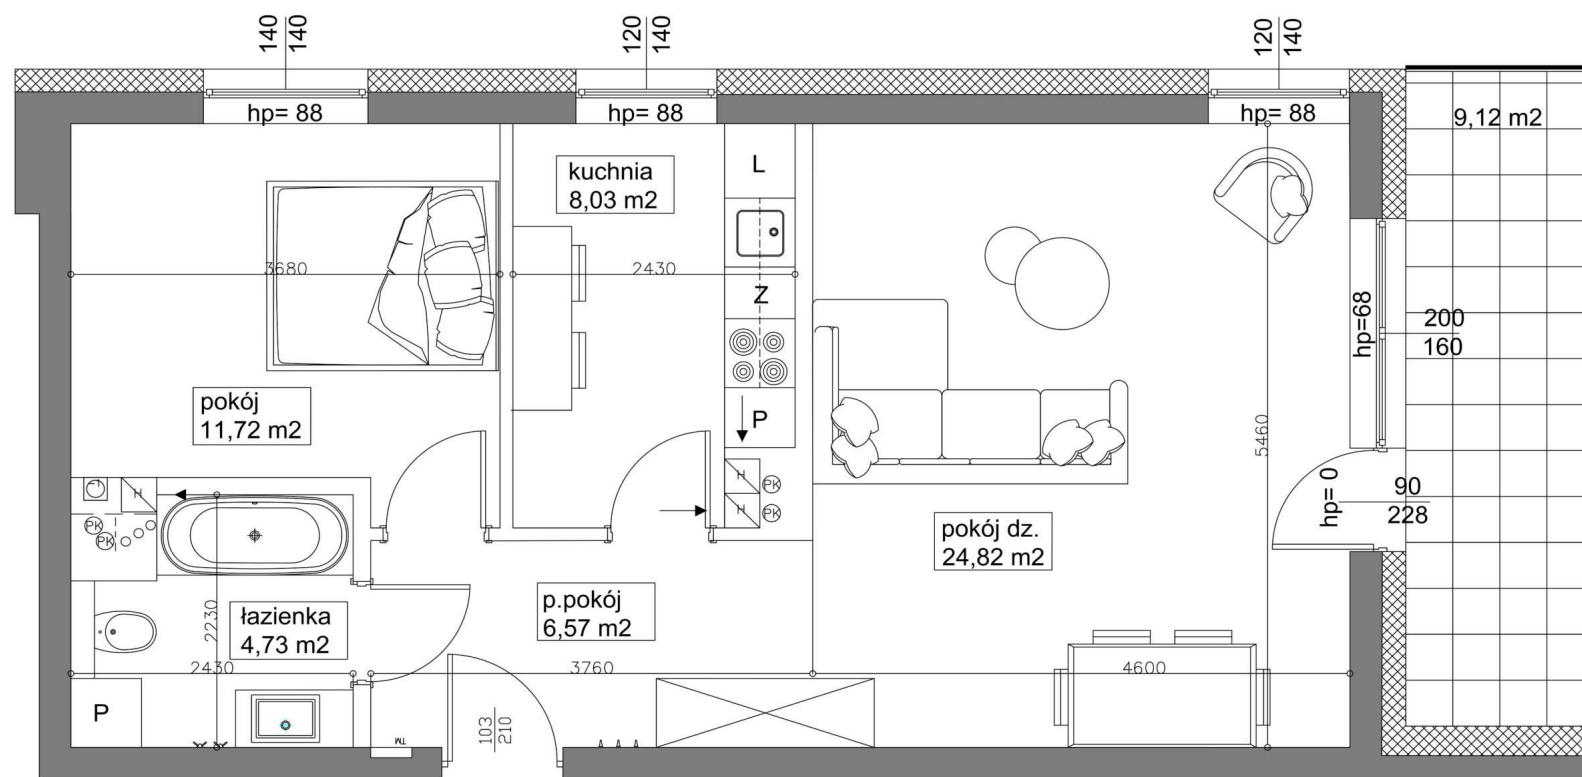 140
140
120
140
120
140
hp= 88
hp= 88
hp= 88
9,12 m2
kuchnia
8,03 m2
L
3680
2430
Z
hp=68
200
160
pokój
11,72 m2
P
5460
H
PK
H
PK
H
PK
PK
hp= 0
90
228
pokój dz.
24,82 m2
p.pokój
6,57 m2
łazienka
4,73 m2
2230
2430
3760
4600
P
103
210
TM